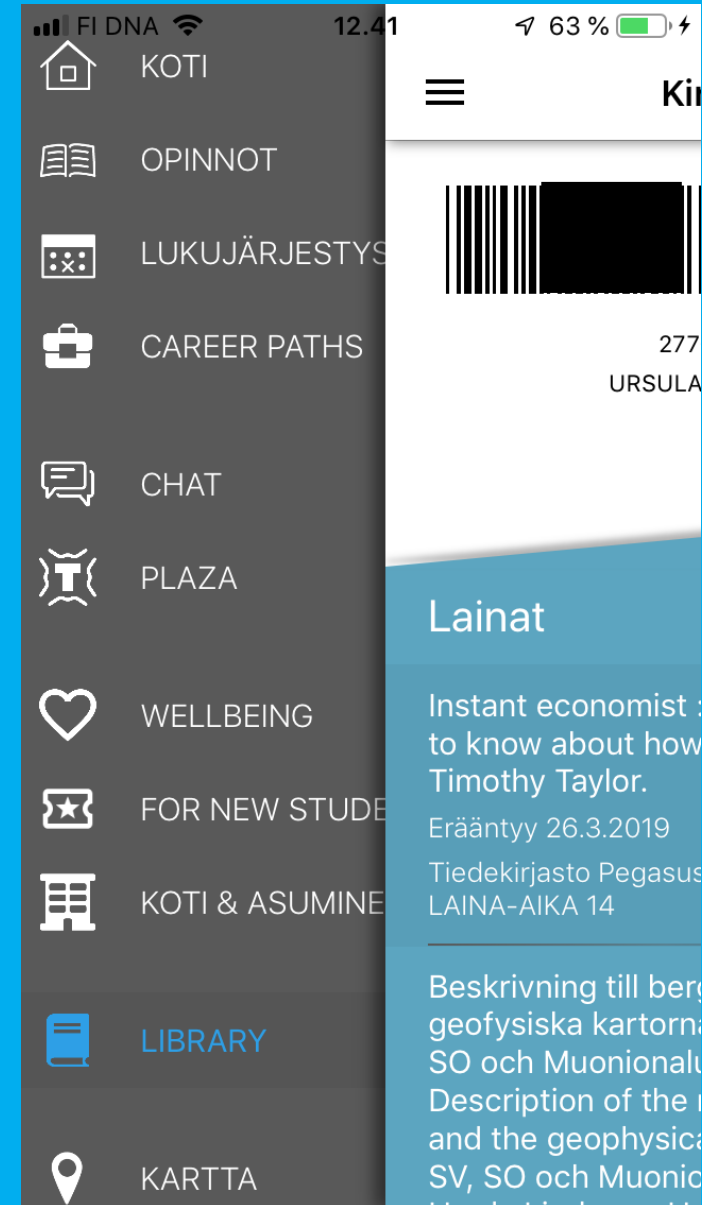 FI DNA 12.41 63 %
KOTI
OPINNOT
LUKUJÄRJESTYS
CAREER PATHS
CHAT
PLAZA
WELLBEING
FOR NEW STUDE
KOTI & ASUMINE
LIBRARY
KARTTA
Kir
277
URSULA
Lainat
Instant economist :
to know about how
Timothy Taylor.
Erääntyy 26.3.2019
Tiedekirjasto Pegasus
LAINA-AIKA 14
Beskrivning till berg
geofysiska kartorna
SO och Muonionalu
Description of the
and the geophysica
SV, SO och Muonio